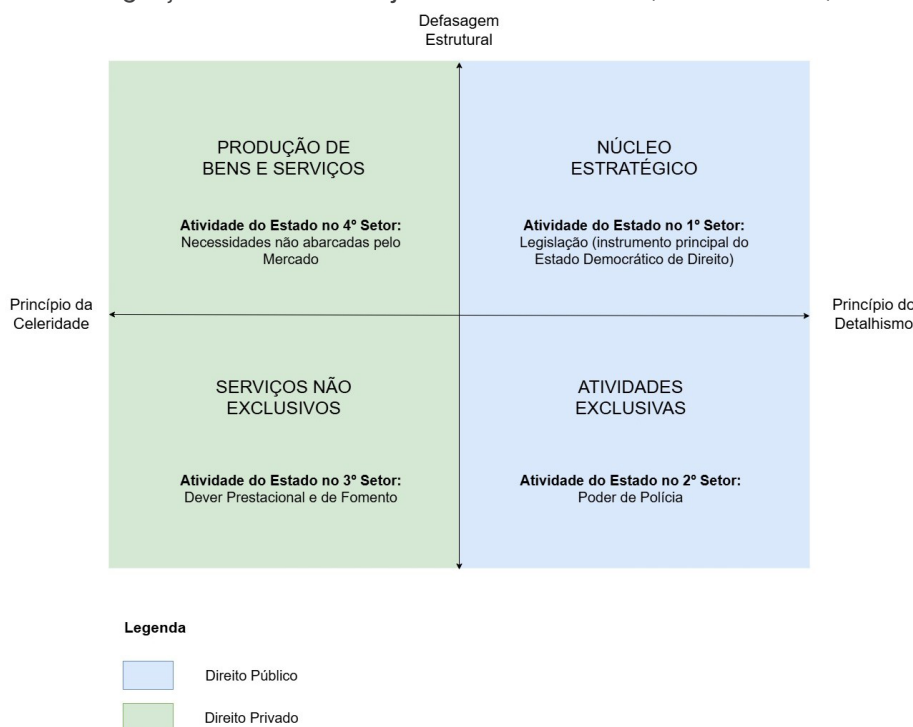 Defasagem
Estrutural
PRODUÇÃO DE
BENS E SERVIÇOS
Atividade do Estado no 4º Setor:
Necessidades não abarcadas pelo
Mercado
NÚCLEO
ESTRATÉGICO
Atividade do Estado no 1º Setor:
Legislação (instrumento principal do
Estado Democrático de Direito)
Princípio da
Celeridade
Princípio do
Detalhismo
SERVIÇOS NÃO
EXCLUSIVOS
Atividade do Estado no 3º Setor:
Dever Prestacional e de Fomento
ATIVIDADES
EXCLUSIVAS
Atividade do Estado no 2º Setor:
Poder de Polícia
Legenda
Direito Público
Direito Privado